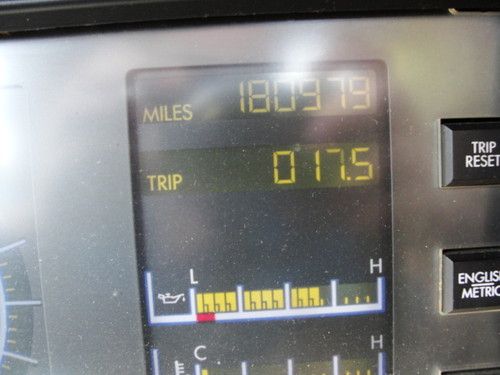 MILES 180979
TRIP 017.5
TRIP RESET
L H
ENGLISH
METRIC
C H